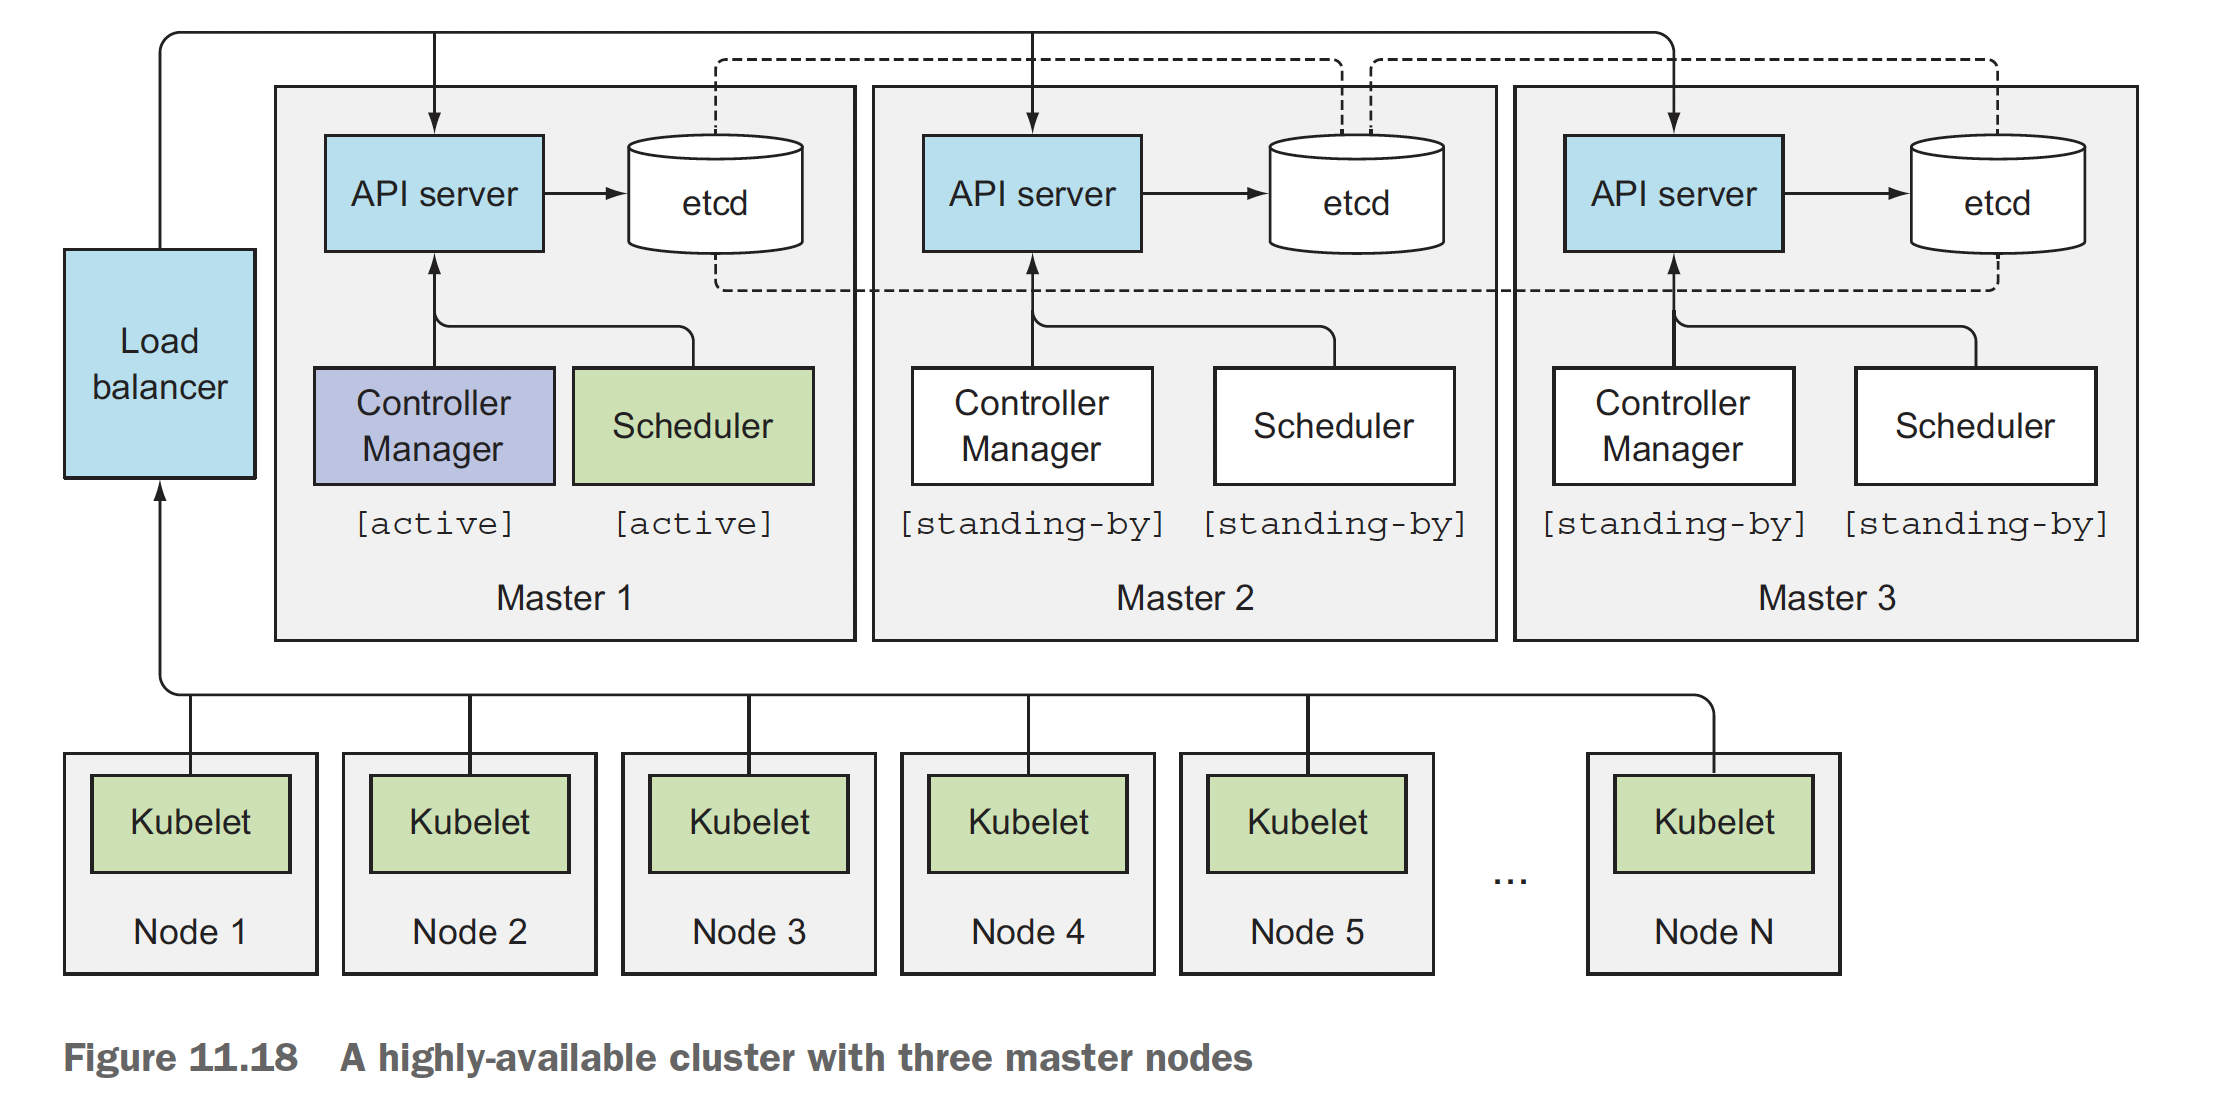 API server
etcd
API server
etcd
API server
etcd
Load
balancer
Controller
Manager
Scheduler
Controller
Manager
Scheduler
Controller
Manager
Scheduler
[active]
[active]
[standing-by]
[standing-by]
[standing-by]
[standing-by]
Master 1
Master 2
Master 3
Kubelet
Kubelet
Kubelet
Kubelet
Kubelet
Kubelet
...
Node 1
Node 2
Node 3
Node 4
Node 5
Node N
Figure 11.18 A highly-available cluster with three master nodes